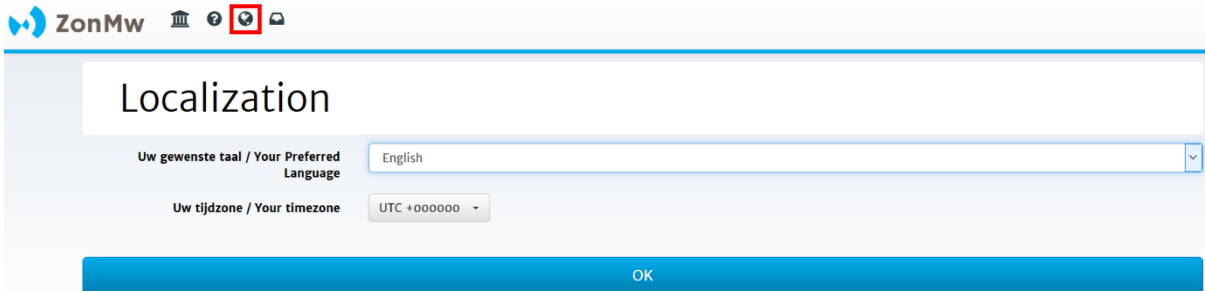 ZonMw
Localization
Uw gewenste taal / Your Preferred
Language
English
Uw tijdzone / Your timezone
UTC +000000
OK